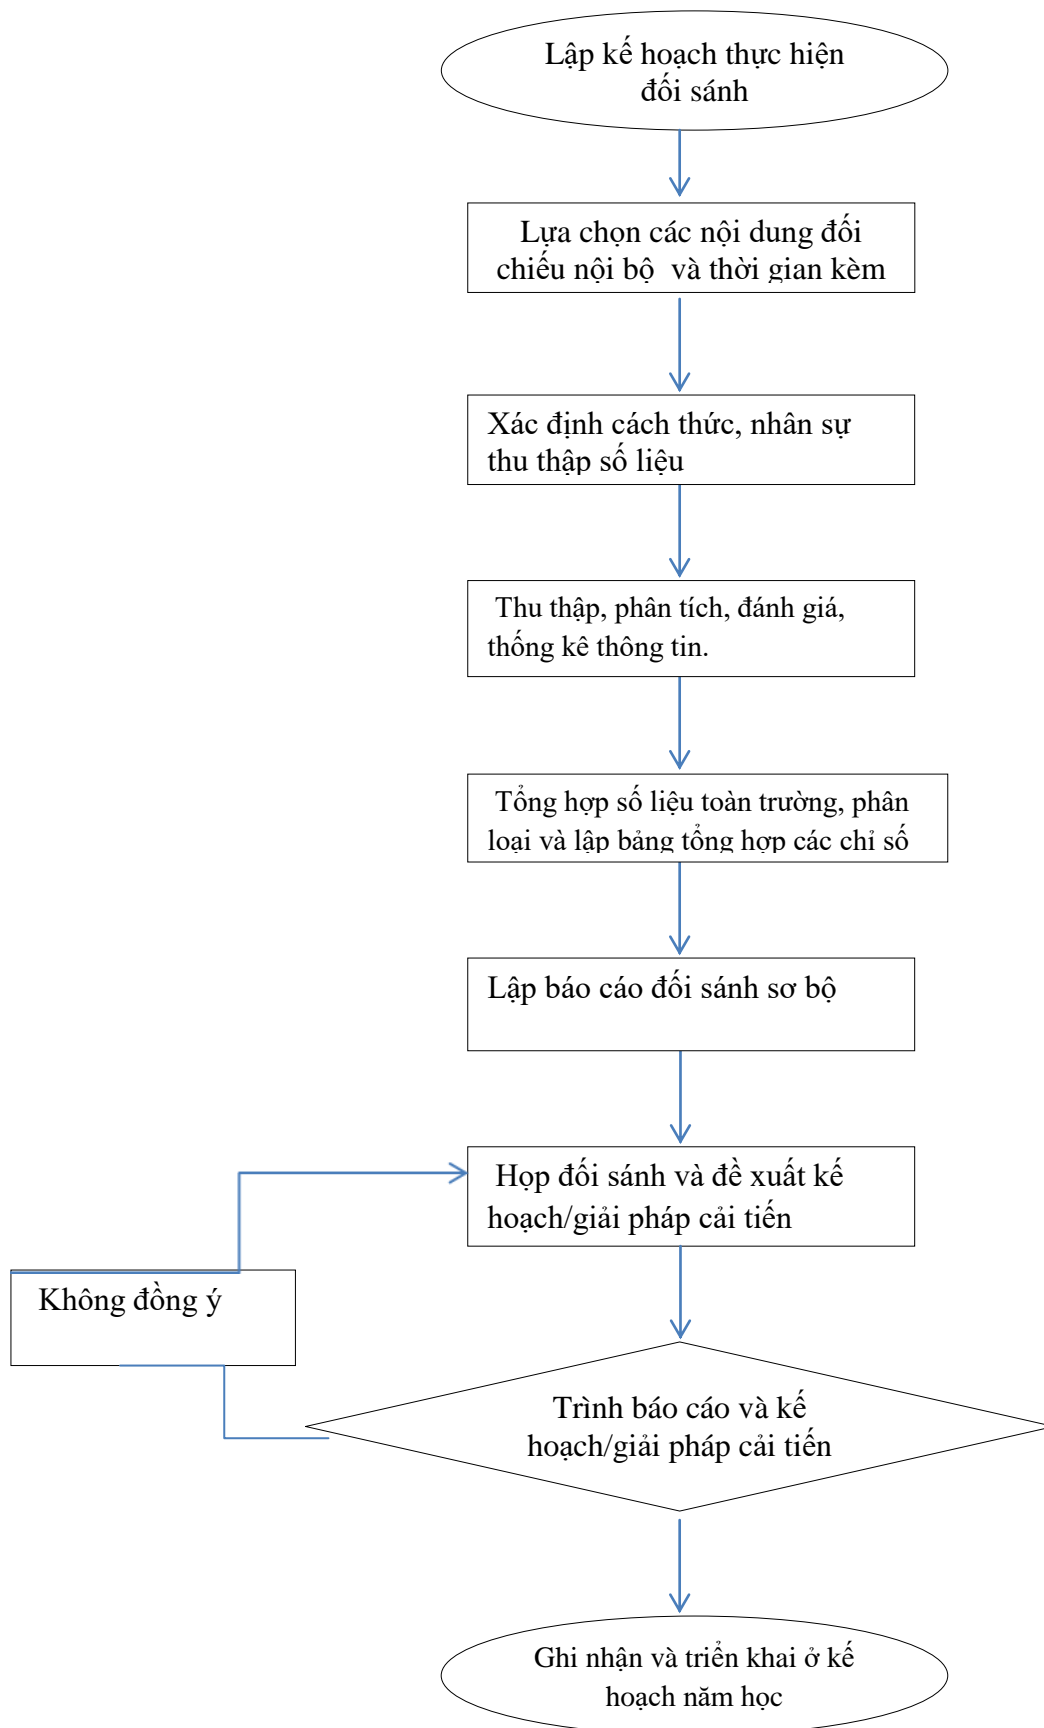 Lập kế hoạch thực hiện
đối sánh
Lựa chọn các nội dung đối
chiếu nội bộ và thời gian kèm
Xác định cách thức, nhân sự
thu thập số liệu
Thu thập, phân tích, đánh giá,
thống kê thông tin.
Tổng hợp số liệu toàn trường, phân
loại và lập bảng tổng hợp các chỉ số
Lập báo cáo đối sánh sơ bộ
Họp đối sánh và đề xuất kế
hoạch/giải pháp cải tiến
Không đồng ý
Trình báo cáo và kế
hoạch/giải pháp cải tiến
Ghi nhận và triển khai ở kế
hoạch năm học